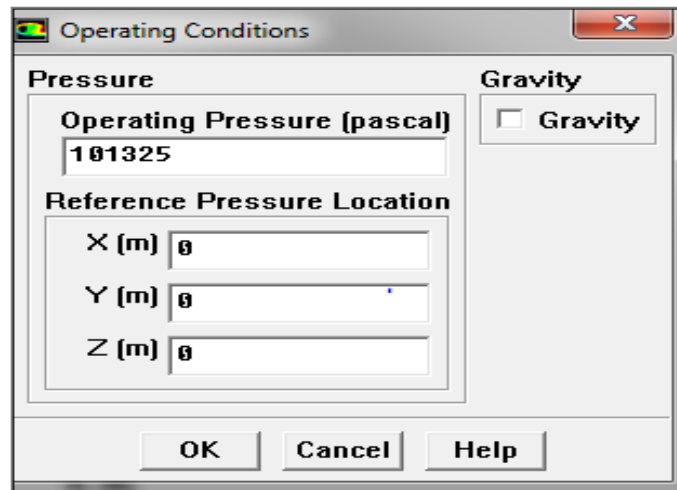 Operating Conditions
Pressure
Gravity
Operating Pressure (pascal)
Gravity
101325
Reference Pressure Location
X (m) 0
Y (m) 0
Z (m) 0
OK Cancel Help